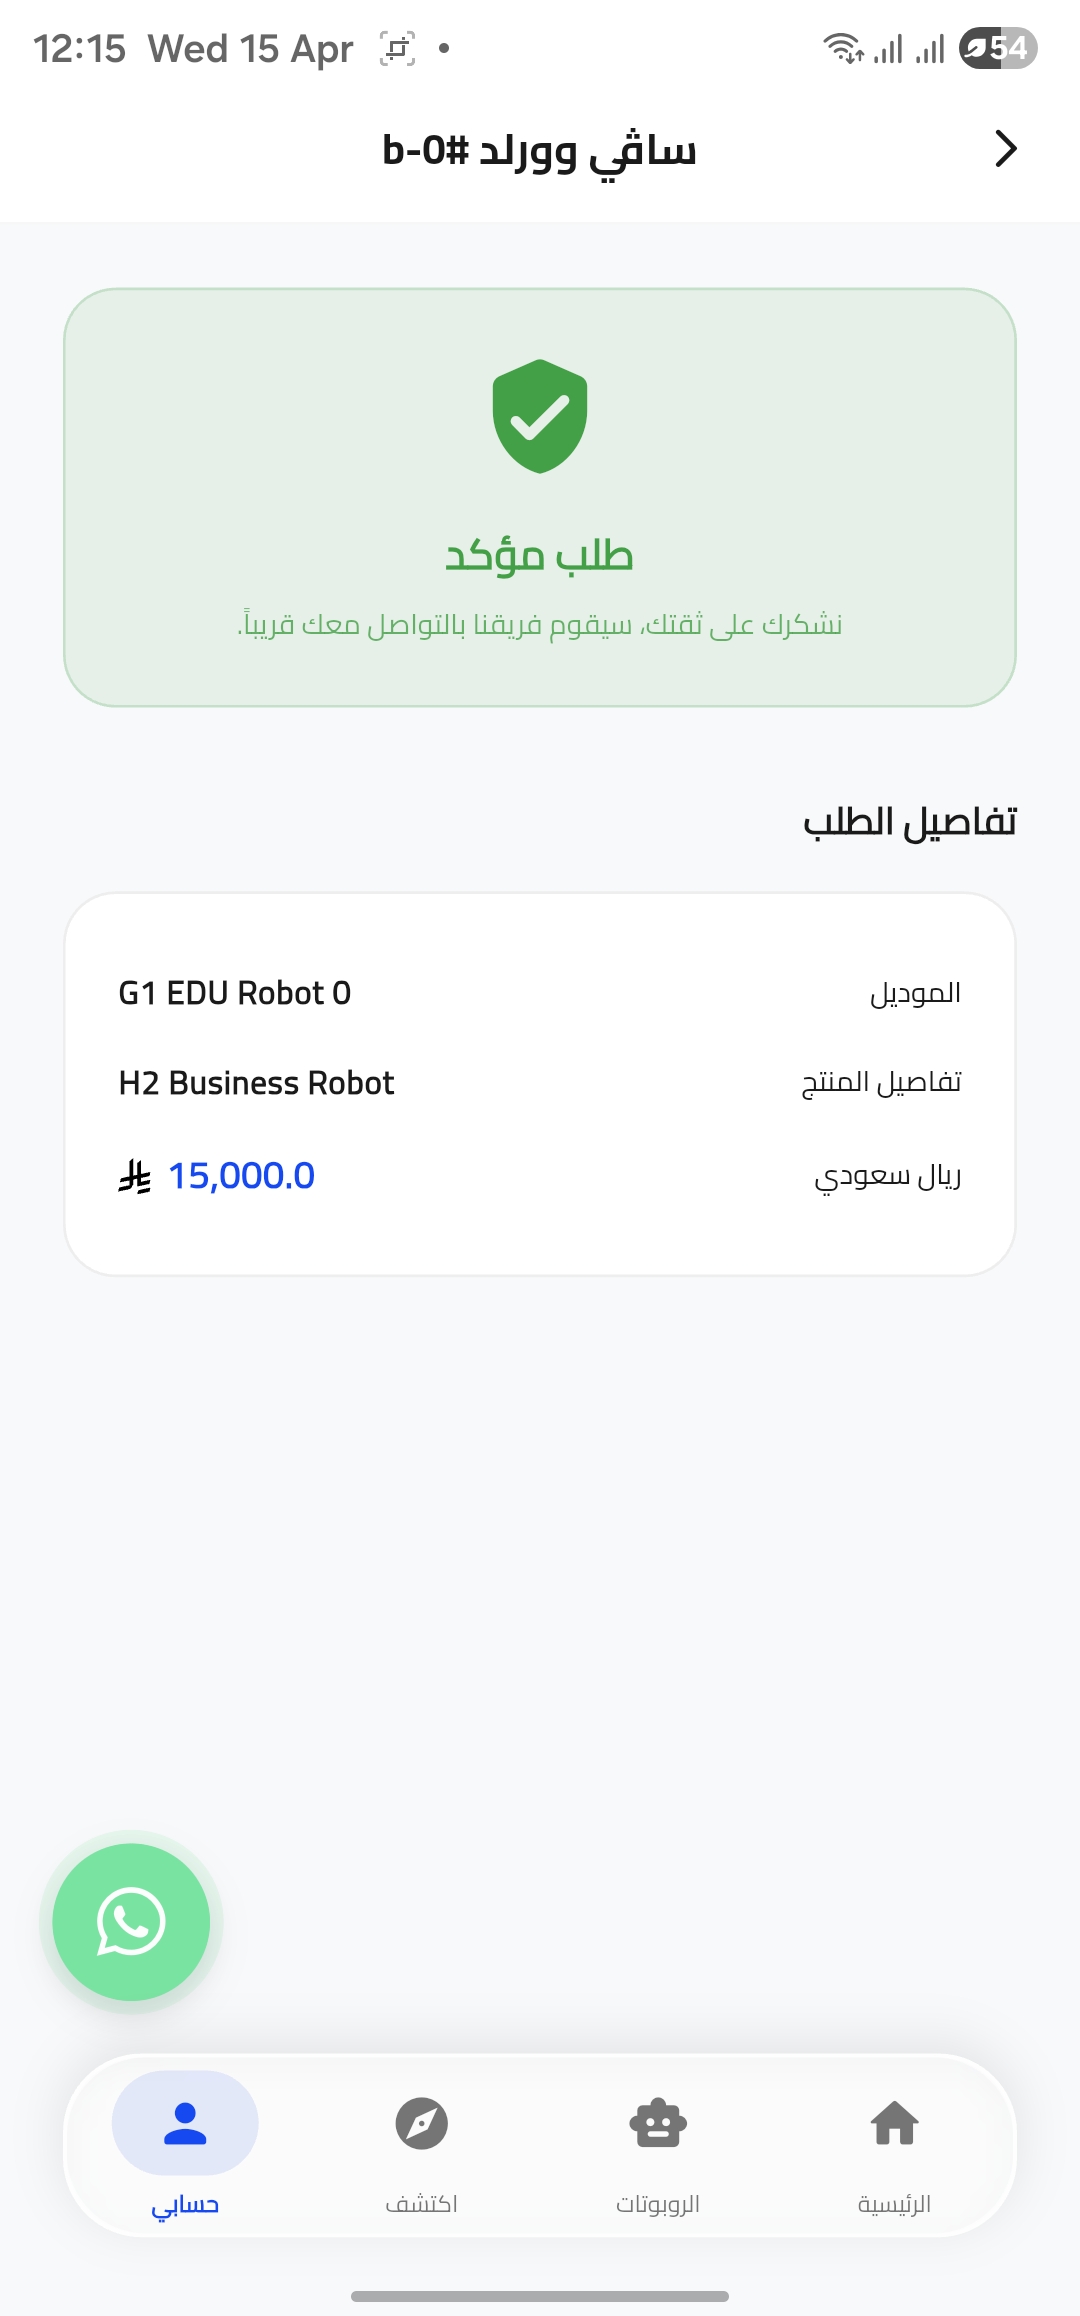 12:15 Wed 15 Apr
54
ساڤي وورلد #b-0
طلب مؤكد
نشكرك على ثقتك، سيقوم فريقنا بالتواصل معك قريباً.
تفاصيل الطلب
الموديل G1 EDU Robot 0
تفاصيل المنتج H2 Business Robot
ريال سعودي 15,000.0
الرئيسية
الروبوتات
اكتشف
حسابي